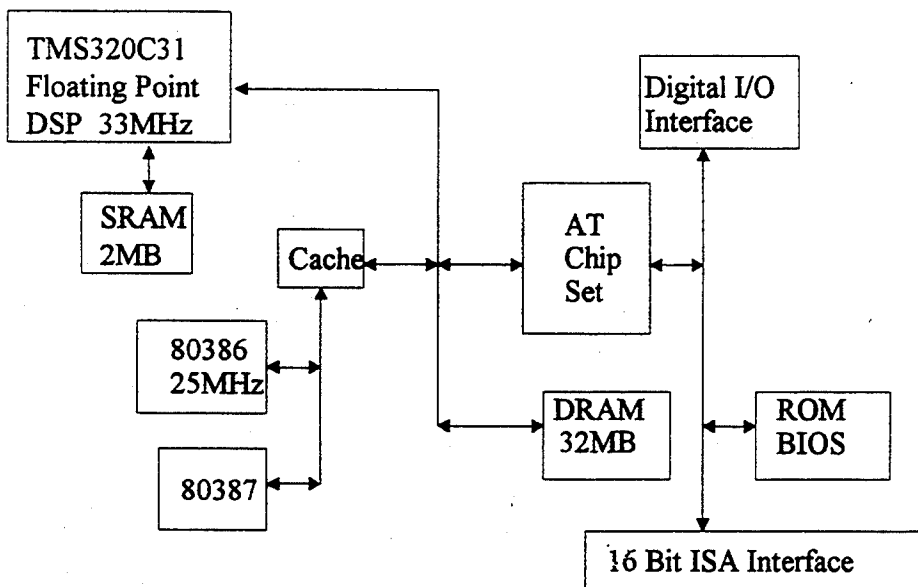 TMS320C31
Floating Point
DSP 33MHz
Digital I/O
Interface
SRAM
2MB
Cache
AT
Chip
Set
80386
25MHz
DRAM
32MB
ROM
BIOS
80387
16 Bit ISA Interface